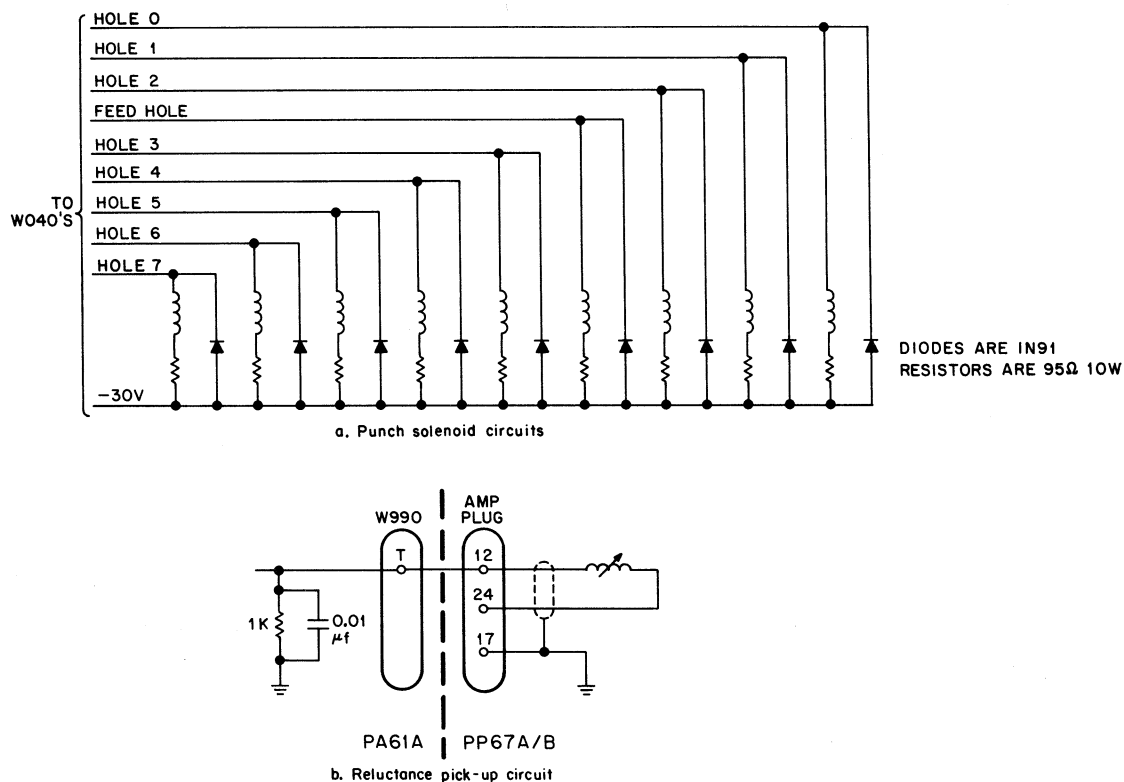 HOLE 0
HOLE 1
HOLE 2
FEED HOLE
HOLE 3
HOLE 4
TO
WO40'S
HOLE 5
HOLE 6
HOLE 7
-30V
DIODES ARE IN91
RESISTORS ARE 95Ω 10W
a. Punch solenoid circuits
W990
AMP
PLUG
T
12
24
17
1K
0.01
μf
PA61A
PP67A/B
b. Reluctance pick-up circuit